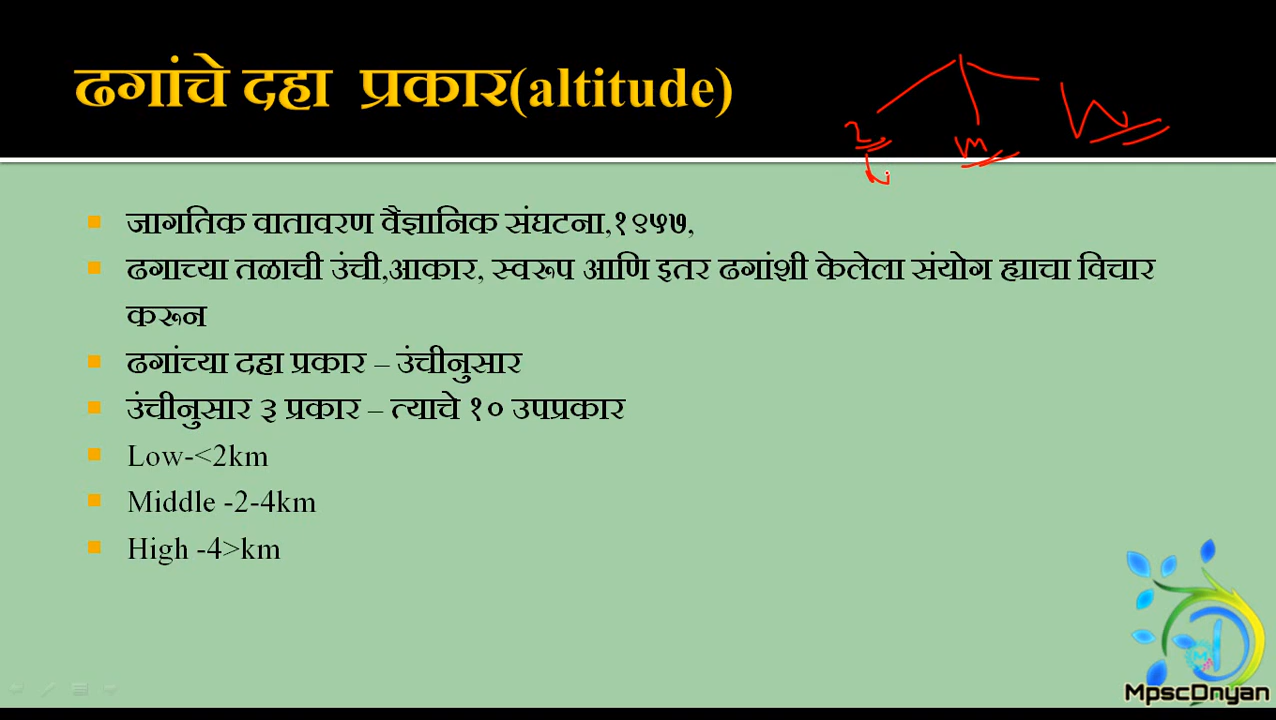 ढगांचे दहा प्रकार(altitude)
m
जागतिक वातावरण वैज्ञानिक संघटना,१९५७,
ढगाच्या तळाची उंची,आकार, स्वरूप आणि इतर ढगांशी केलेला संयोग ह्याचा विचार
करून
ढगांच्या दहा प्रकार – उंचीनुसार
उंचीनुसार ३ प्रकार – त्याचे १० उपप्रकार
Low-<2km
Middle -2-4km
High -4>km
MpscDnyan